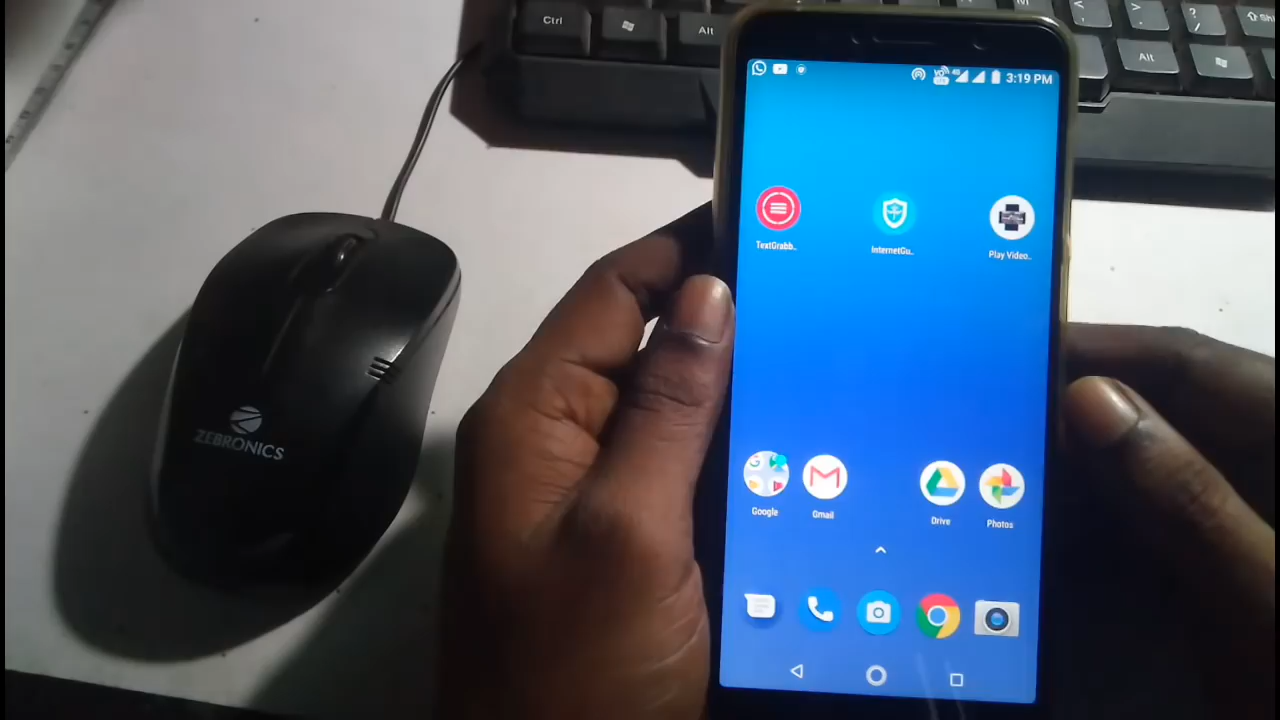 Ctrl
Alt
<
>
?
/
Alt
3:19 PM
TextGrabb..
InternetGu..
Play Video..
ZEBRONICS
Google
Gmail
Drive
Photos